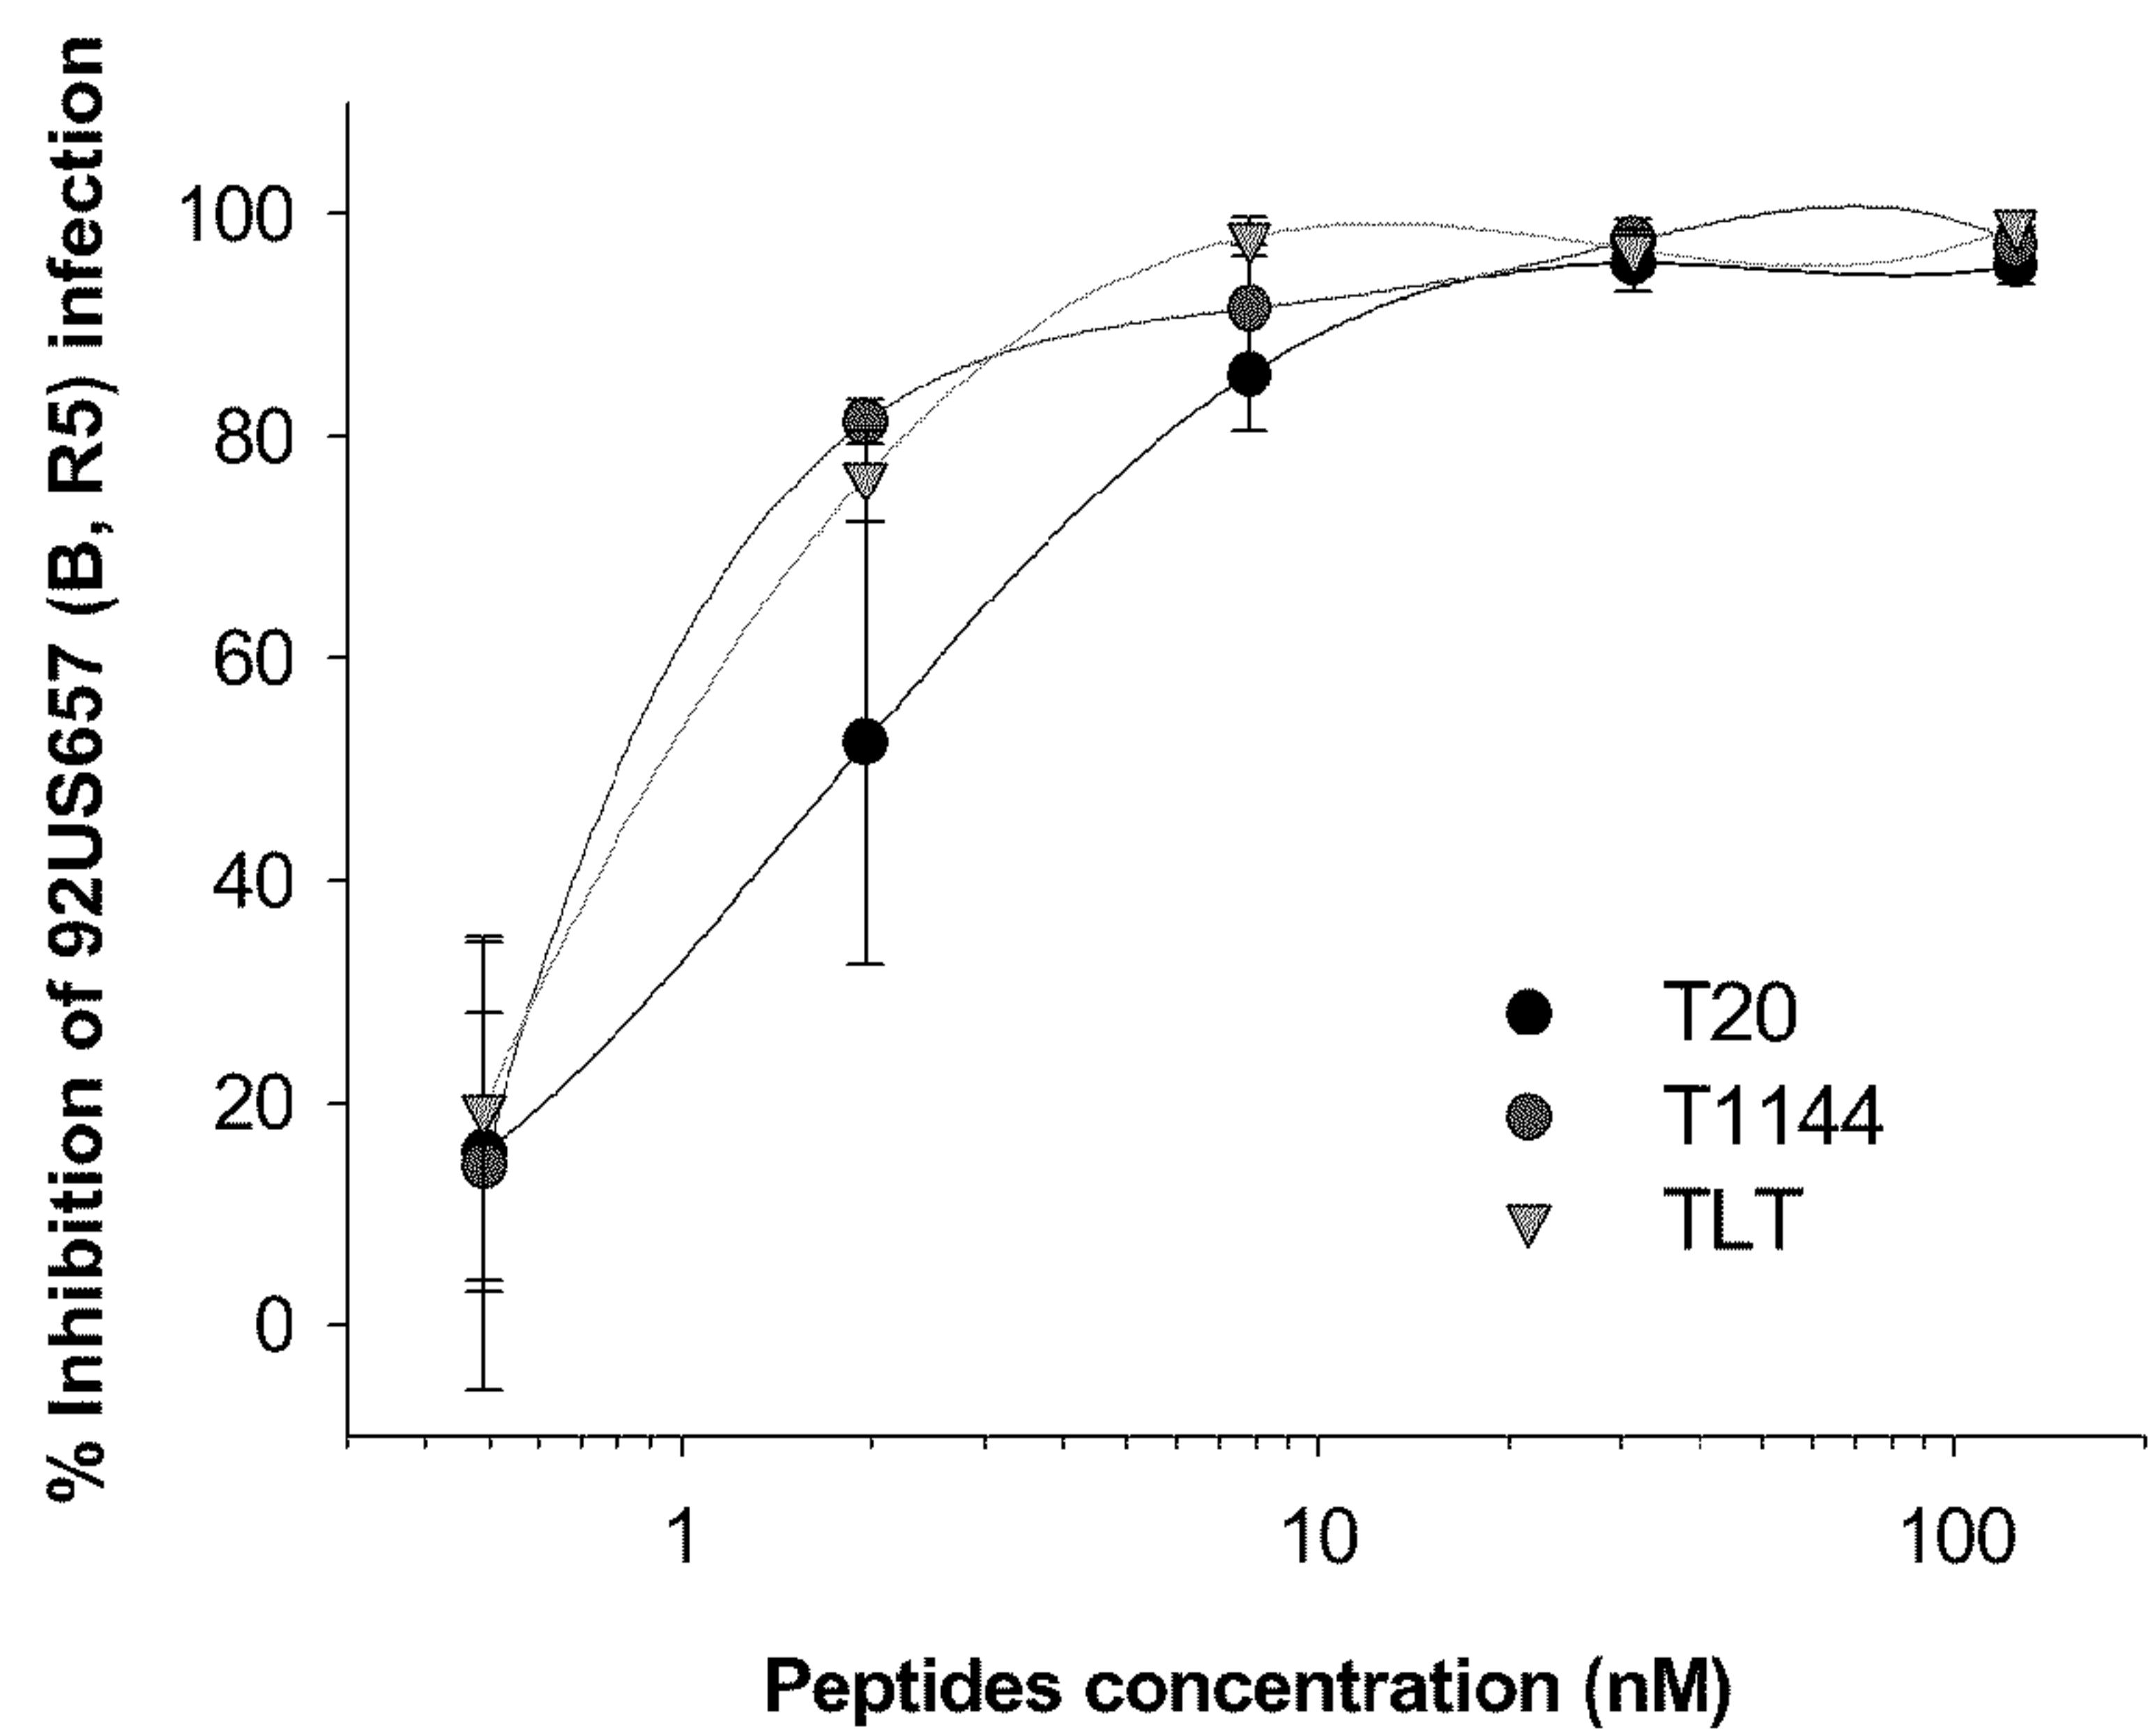 % Inhibition of 92US657 (B, R5) infection
100
80
60
40
20
0
T20
T1144
TLT
1
10
100
Peptides concentration (nM)